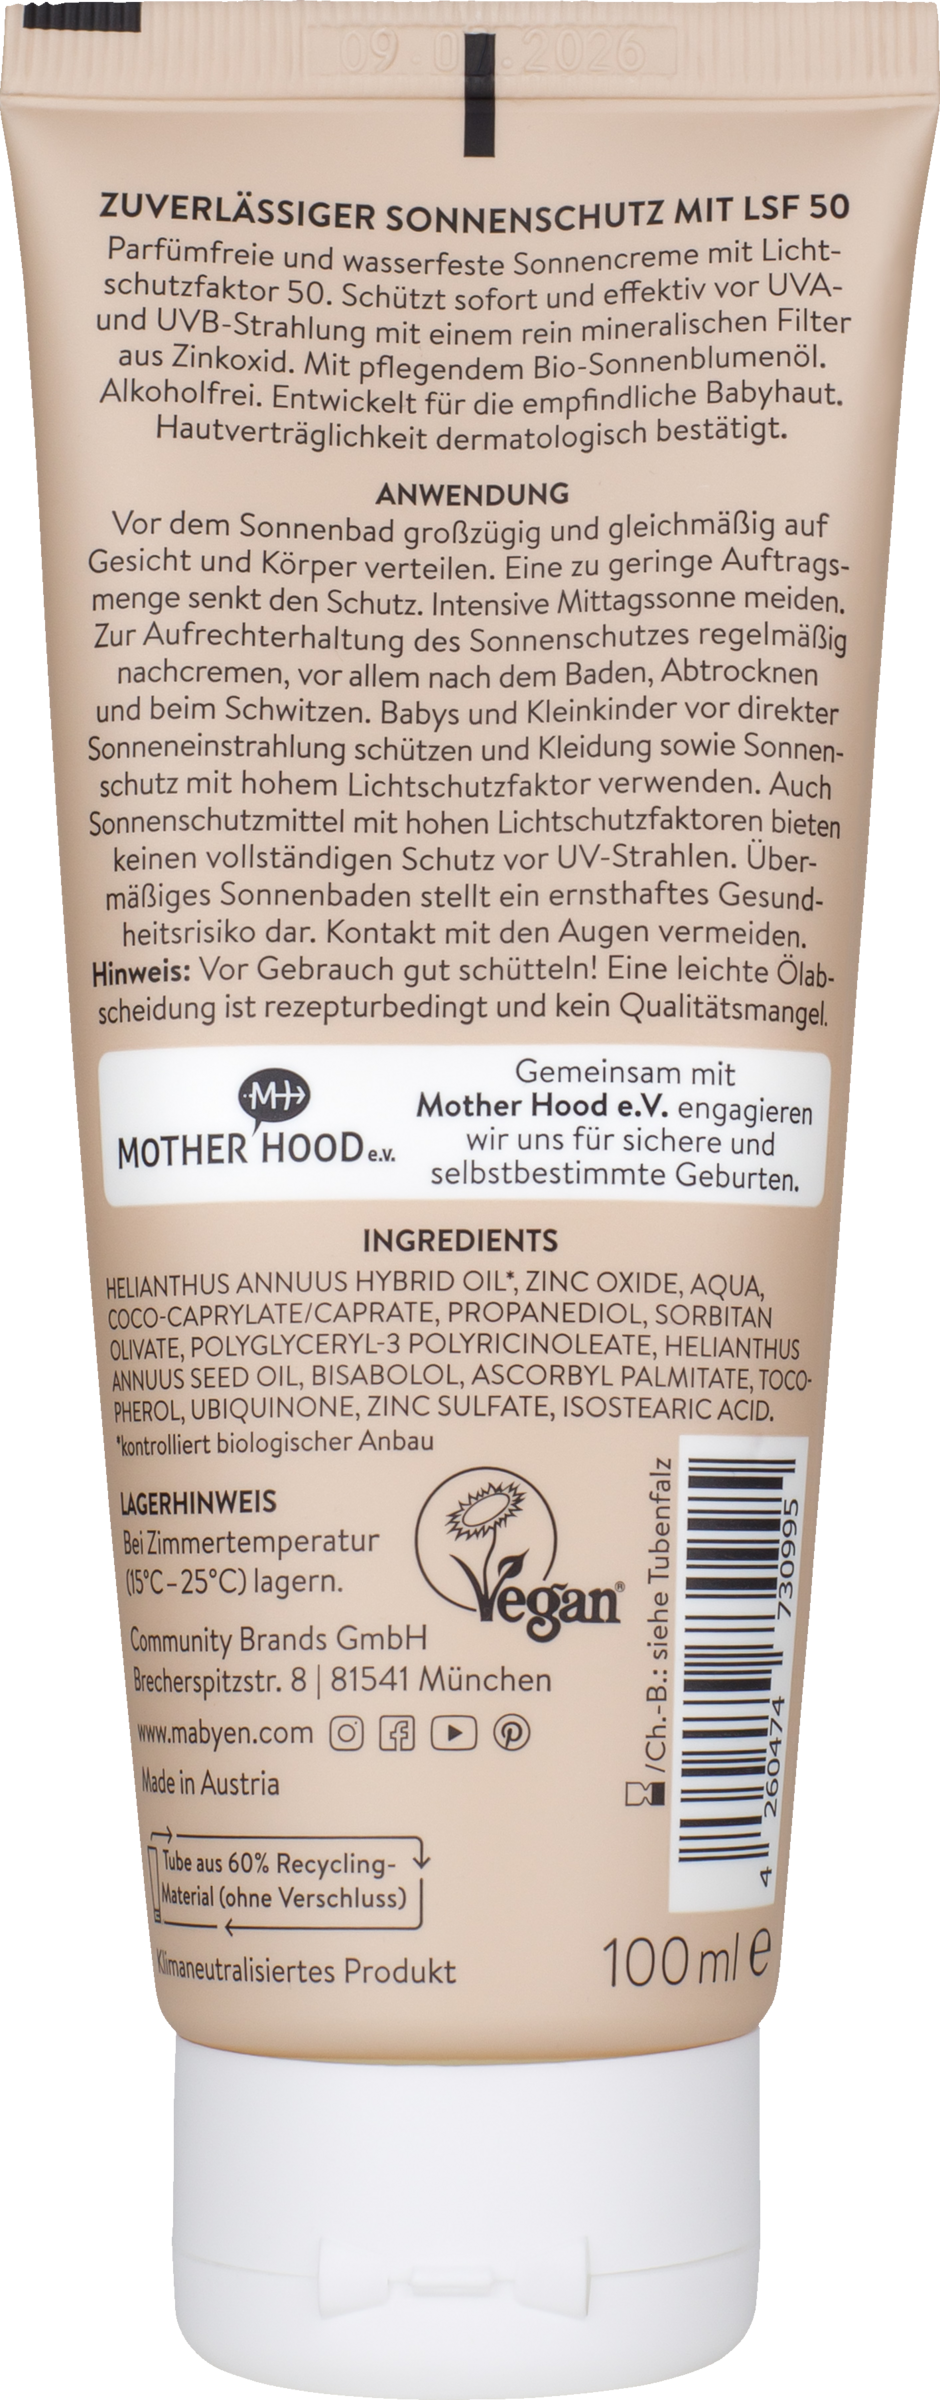 09.07.2026
ZUVERLÄSSIGER SONNENSCHUTZ MIT LSF 50
Parfümfreie und wasserfeste Sonnencreme mit Licht-
schutzfaktor 50. Schützt sofort und effektiv vor UVA-
und UVB-Strahlung mit einem rein mineralischen Filter
aus Zinkoxid. Mit pflegendem Bio-Sonnenblumenöl.
Alkoholfrei. Entwickelt für die empfindliche Babyhaut.
Hautverträglichkeit dermatologisch bestätigt.
ANWENDUNG
Vor dem Sonnenbad großzügig und gleichmäßig auf
Gesicht und Körper verteilen. Eine zu geringe Auftrags-
menge senkt den Schutz. Intensive Mittagssonne meiden.
Zur Aufrechterhaltung des Sonnenschutzes regelmäßig
nachcremen, vor allem nach dem Baden, Abtrocknen
und beim Schwitzen. Babys und Kleinkinder vor direkter
Sonneneinstrahlung schützen und Kleidung sowie Sonnen-
schutz mit hohem Lichtschutzfaktor verwenden. Auch
Sonnenschutzmittel mit hohen Lichtschutzfaktoren bieten
keinen vollständigen Schutz vor UV-Strahlen. Über-
mäßiges Sonnenbaden stellt ein ernsthaftes Gesund-
heitsrisiko dar. Kontakt mit den Augen vermeiden.
Hinweis: Vor Gebrauch gut schütteln! Eine leichte Ölab-
scheidung ist rezepturbedingt und kein Qualitätsmangel.
MH
MOTHER HOOD e.V.
Gemeinsam mit
Mother Hood e.V. engagieren
wir uns für sichere und
selbstbestimmte Geburten.
INGREDIENTS
HELIANTHUS ANNUUS HYBRID OIL*, ZINC OXIDE, AQUA,
COCO-CAPRYLATE/CAPRATE, PROPANEDIOL, SORBITAN
OLIVATE, POLYGLYCERYL-3 POLYRICINOLEATE, HELIANTHUS
ANNUUS SEED OIL, BISABOLOL, ASCORBYL PALMITATE, TOCO-
PHEROL, UBIQUINONE, ZINC SULFATE, ISOSTEARIC ACID.
*kontrolliert biologischer Anbau
LAGERHINWEIS
Bei Zimmertemperatur
(15°C–25°C) lagern.
Vegan®
Community Brands GmbH
Brecherspitzstr. 8 | 81541 München
www.mabyen.com
Made in Austria
/Ch.-B.: siehe Tubenfalz
4 260474 730995
Tube aus 60% Recycling-
Material (ohne Verschluss)
Klimaneutralisiertes Produkt
100 ml e